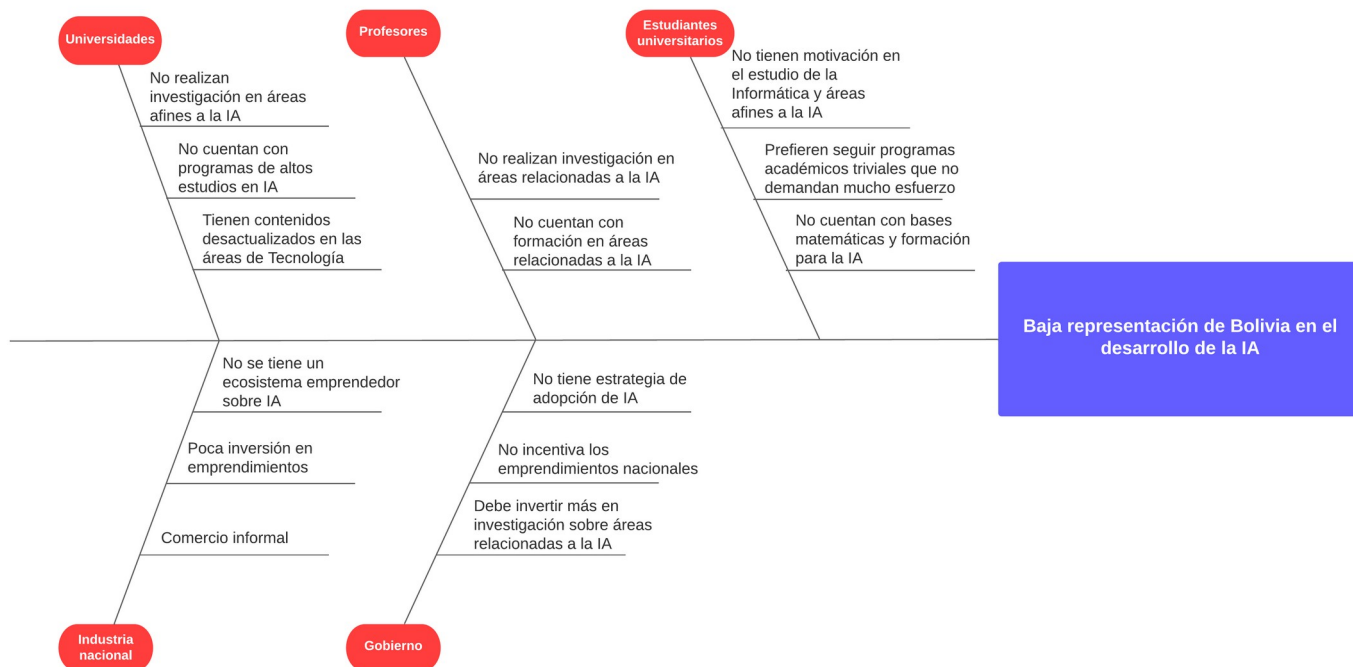 Universidades
No realizan
investigación en áreas
afines a la IA
No cuentan con
programas de altos
estudios en IA
Tienen contenidos
desactualizados en las
áreas de Tecnología
Profesores
No realizan investigación en
áreas relacionadas a la IA
No cuentan con
formación en áreas
relacionadas a la IA
Estudiantes
universitarios
No tienen motivación en
el estudio de la
Informática y áreas
afines a la IA
Prefieren seguir programas
académicos triviales que no
demandan mucho esfuerzo
No cuentan con bases
matemáticas y formación
para la IA
Baja representación de Bolivia en el
desarrollo de la IA
No se tiene un
ecosistema emprendedor
sobre IA
Poca inversión en
emprendimientos
Comercio informal
Industria
nacional
No tiene estrategia de
adopción de IA
No incentiva los
emprendimientos nacionales
Debe invertir más en
investigación sobre áreas
relacionadas a la IA
Gobierno